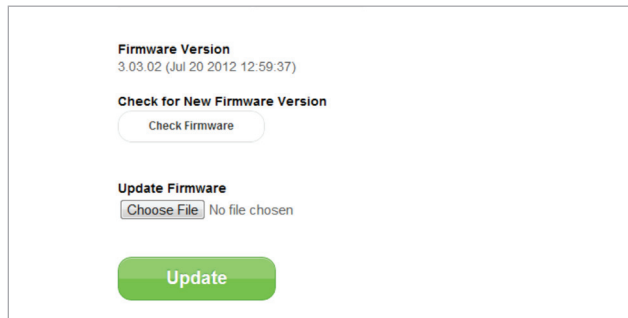 Firmware Version
3.03.02 (Jul 20 2012 12:59:37)
Check for New Firmware Version
Check Firmware
Update Firmware
Choose File No file chosen
Update